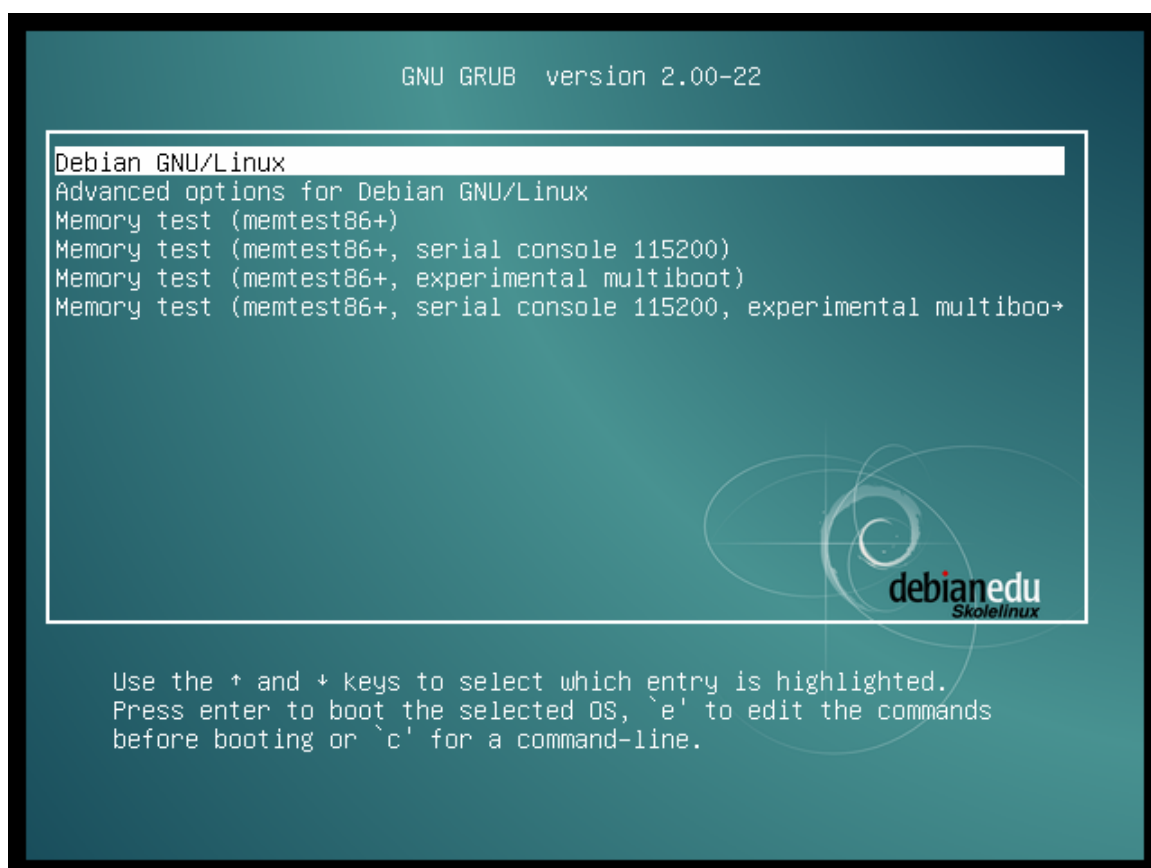 GNU GRUB  version 2.00-22
Debian GNU/Linux
Advanced options for Debian GNU/Linux
Memory test (memtest86+)
Memory test (memtest86+, serial console 115200)
Memory test (memtest86+, experimental multiboot)
Memory test (memtest86+, serial console 115200, experimental multiboo→
debianedu
Skolelinux
Use the ↑ and ↓ keys to select which entry is highlighted.
Press enter to boot the selected OS, `e' to edit the commands
before booting or `c' for a command-line.